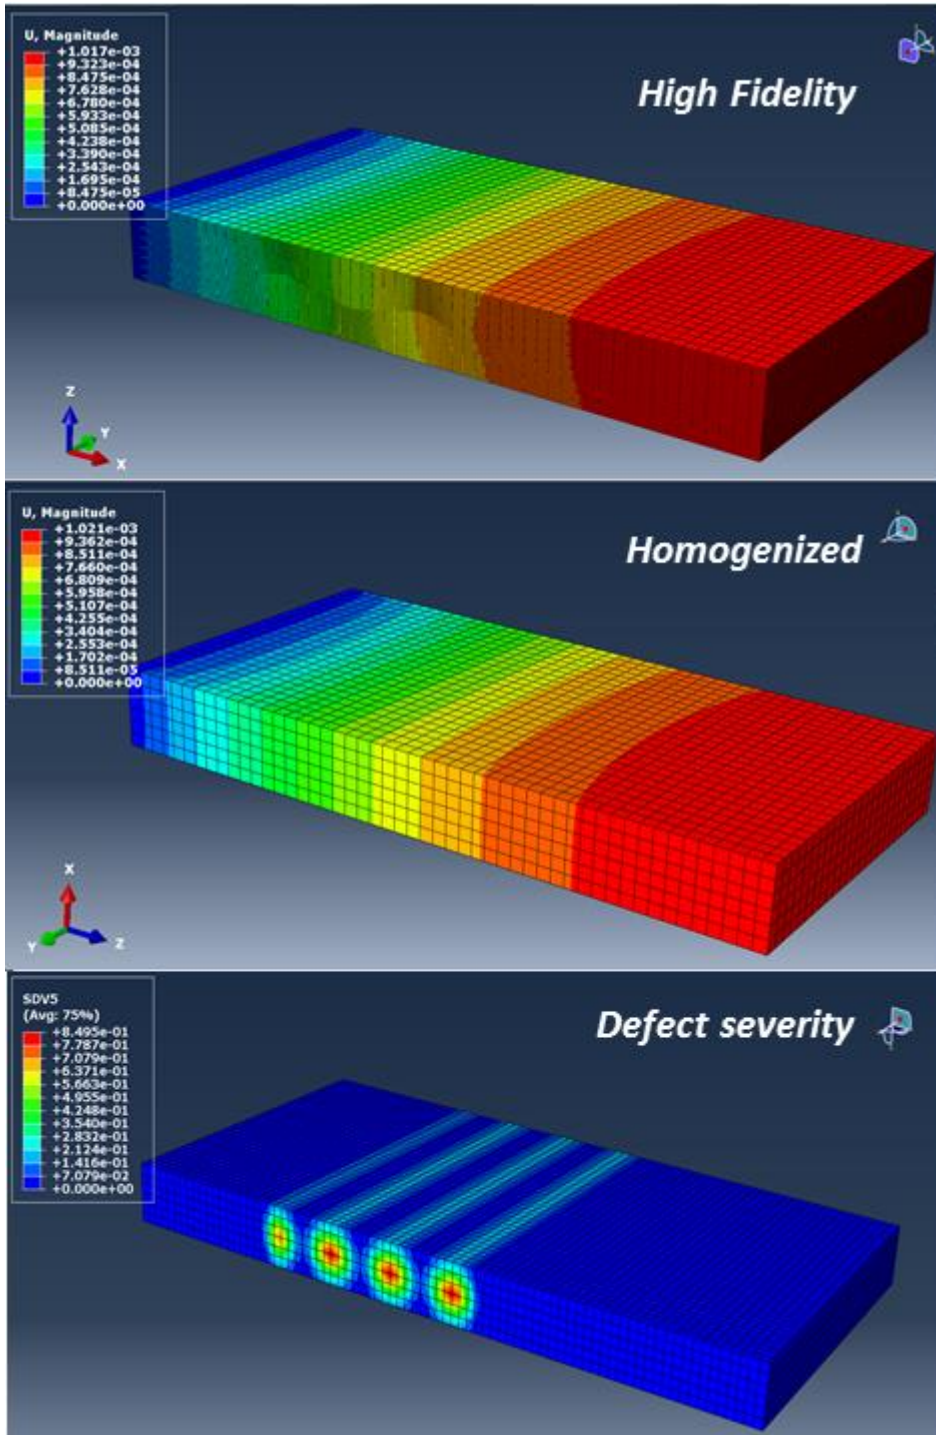 U, Magnitude
+1.017e-03
+9.323e-04
+8.475e-04
+7.628e-04
+6.780e-04
+5.933e-04
+5.085e-04
+4.238e-04
+3.390e-04
+2.543e-04
+1.695e-04
+8.475e-05
+0.000e+00
High Fidelity
Z
Y
X
U, Magnitude
+1.021e-03
+9.362e-04
+8.511e-04
+7.660e-04
+6.809e-04
+5.958e-04
+5.107e-04
+4.255e-04
+3.404e-04
+2.553e-04
+1.702e-04
+8.511e-05
+0.000e+00
Homogenized
X
Y
Z
SDV5
(Avg: 75%)
+8.495e-01
+7.787e-01
+7.079e-01
+6.371e-01
+5.663e-01
+4.955e-01
+4.248e-01
+3.540e-01
+2.832e-01
+2.124e-01
+1.416e-01
+7.079e-02
+0.000e+00
Defect severity